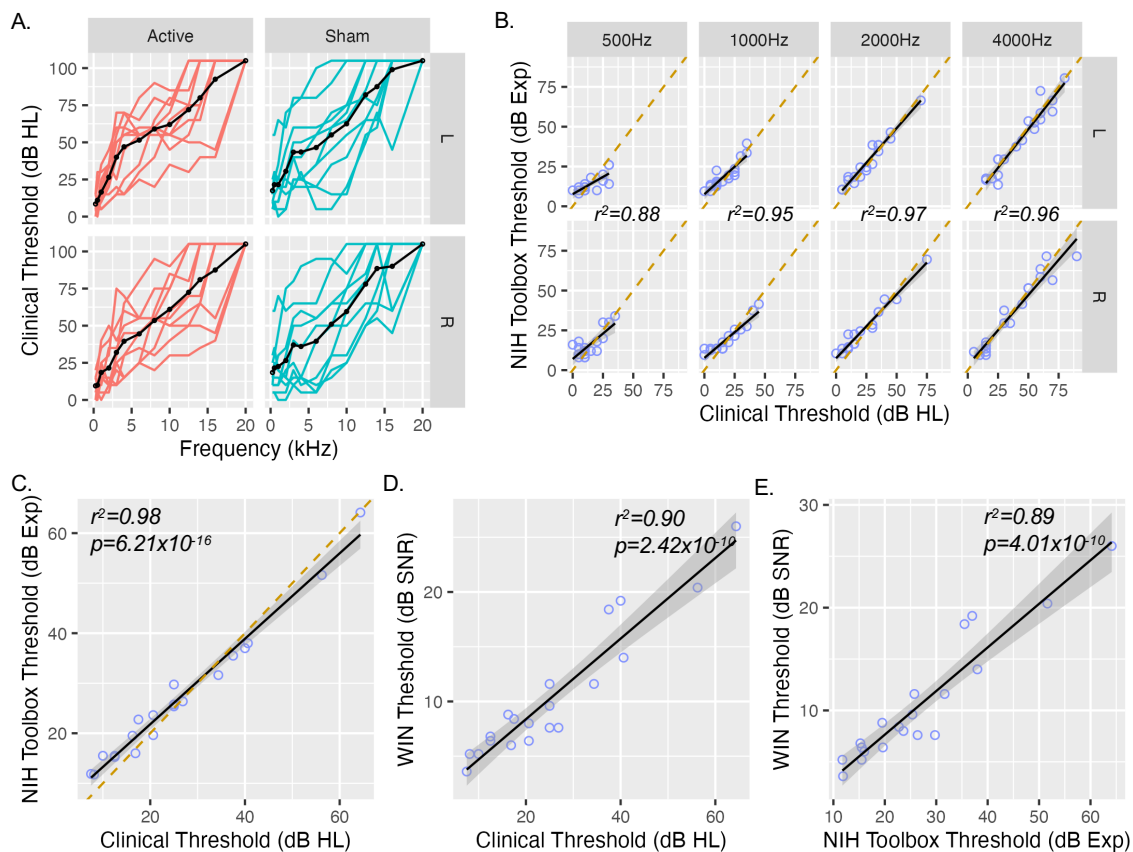 A.
Active Sham
Clinical Threshold (dB HL)
100
75
50
25
0
L
100
75
50
25
0
R
0 5 10 15 20 0 5 10 15 20
Frequency (kHz)
B.
500Hz 1000Hz 2000Hz 4000Hz
NIH Toolbox Threshold (dB Exp)
75
50
25
0
L
r²=0.88 r²=0.95 r²=0.97 r²=0.96
75
50
25
0
R
0 25 50 75 0 25 50 75 0 25 50 75 0 25 50 75
Clinical Threshold (dB HL)
C.
r²=0.98
p=6.21x10⁻¹⁶
NIH Toolbox Threshold (dB Exp)
60
40
20
20 40 60
Clinical Threshold (dB HL)
D.
r²=0.90
p=2.42x10⁻¹⁰
WIN Theshold (dB SNR)
20
10
20 40 60
Clinical Threshold (dB HL)
E.
r²=0.89
p=4.01x10⁻¹⁰
WIN Threshold (dB SNR)
30
20
10
10 20 30 40 50 60
NIH Toolbox Threshold (dB Exp)